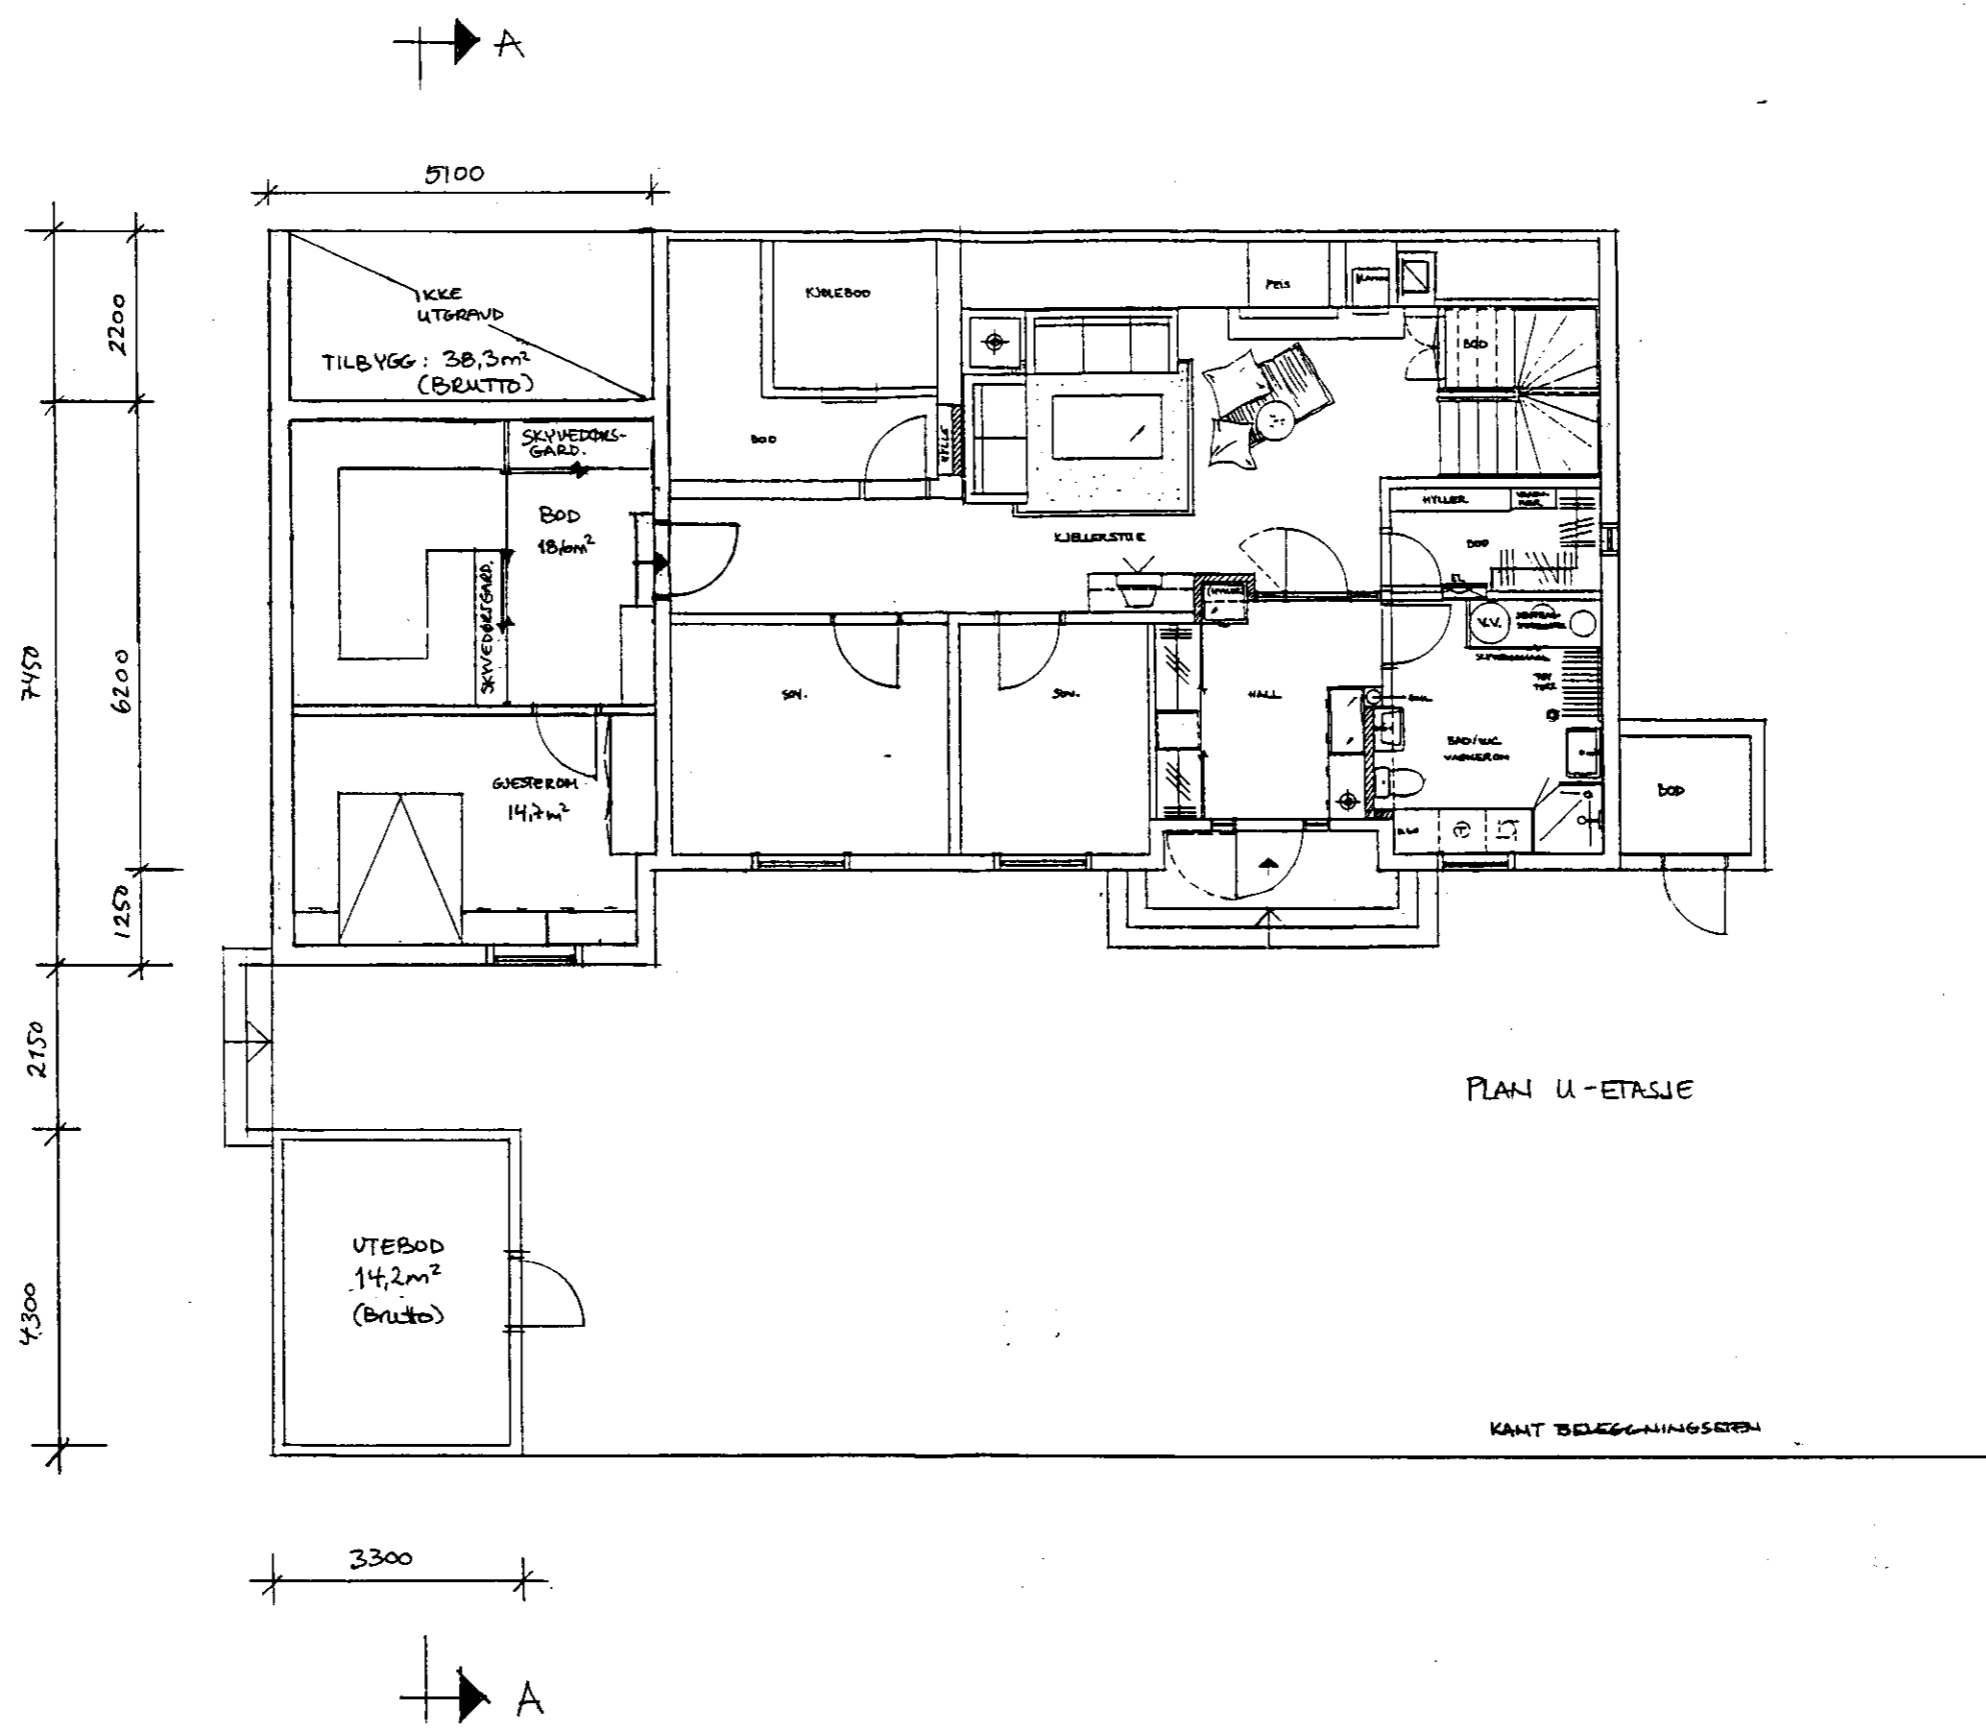 A
5100
2200
7450
6200
1250
2150
4300
IKKE
UTGRAVD
TILBYGG: 38,3m²
(BRUTTO)
SKYVEDØRS-
GARD.
BOD
18,6m²
SKYVEDØRSGARD.
GJESTEROM
14,7m²
KJØLEBOD
BOD
HYLLE
PEIS
BOD
KJELLERSTUE
HYLLER
BOD
V.V.
SOV.
SOV.
HALL
BAD/WC
VASKEROM
BOD
PLAN U-ETASJE
UTEBOD
14,2m²
(Brutto)
KANT BELEGGNINGSSTEN
3300
A